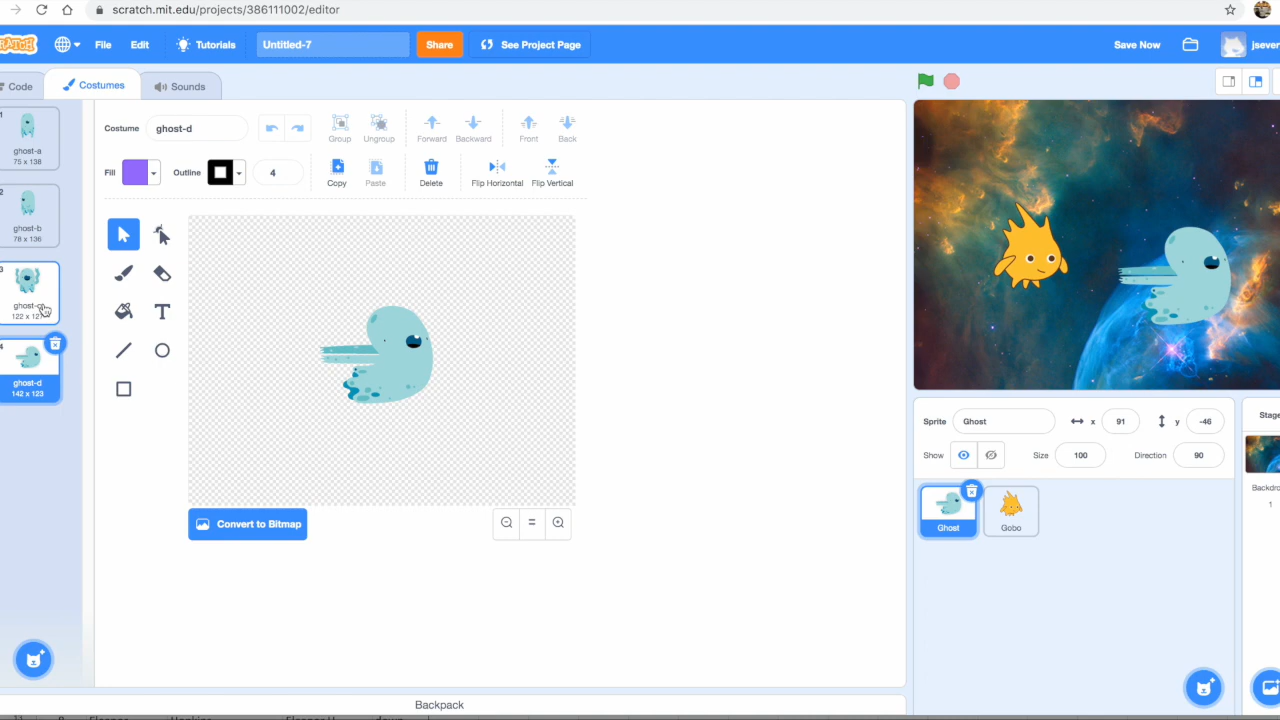 scratch.mit.edu/projects/386111002/editor
File Edit Tutorials Untitled-7 Share See Project Page Save Now jsever
Code Costumes Sounds
1
ghost-a
75 x 138
2
ghost-b
78 x 136
3
122 x
4
ghost-d
142 x 123
Costume ghost-d
Group Ungroup Forward Backward Front Back
Fill Outline 4
Copy Paste Delete Flip Horizontal Flip Vertical
T
Convert to Bitmap
=
Sprite Ghost x 91 y -46
Show Size 100 Direction 90
Ghost Gobo
Stage
Backdro
1
Backpack